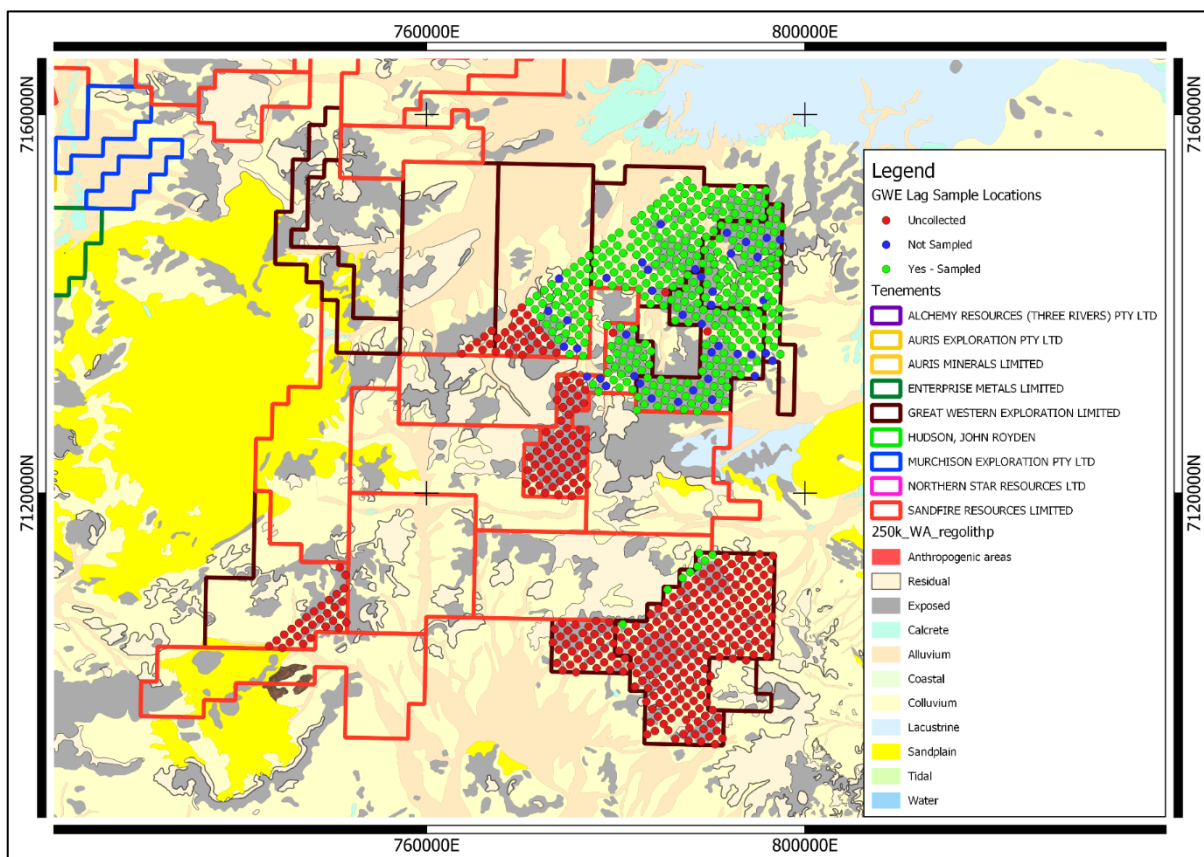 760000E
800000E
7160000N
7160000N
Legend
GWE Lag Sample Locations
Uncollected
Not Sampled
Yes - Sampled
Tenements
ALCHEMY RESOURCES (THREE RIVERS) PTY LTD
AURIS EXPLORATION PTY LTD
AURIS MINERALS LIMITED
ENTERPRISE METALS LIMITED
GREAT WESTERN EXPLORATION LIMITED
HUDSON, JOHN ROYDEN
MURCHISON EXPLORATION PTY LTD
NORTHERN STAR RESOURCES LTD
SANDFIRE RESOURCES LIMITED
250k_WA_regolithp
Anthropogenic areas
Residual
Exposed
Calcrete
Alluvium
Coastal
Colluvium
Lacustrine
Sandplain
Tidal
Water
7120000N
7120000N
760000E
800000E